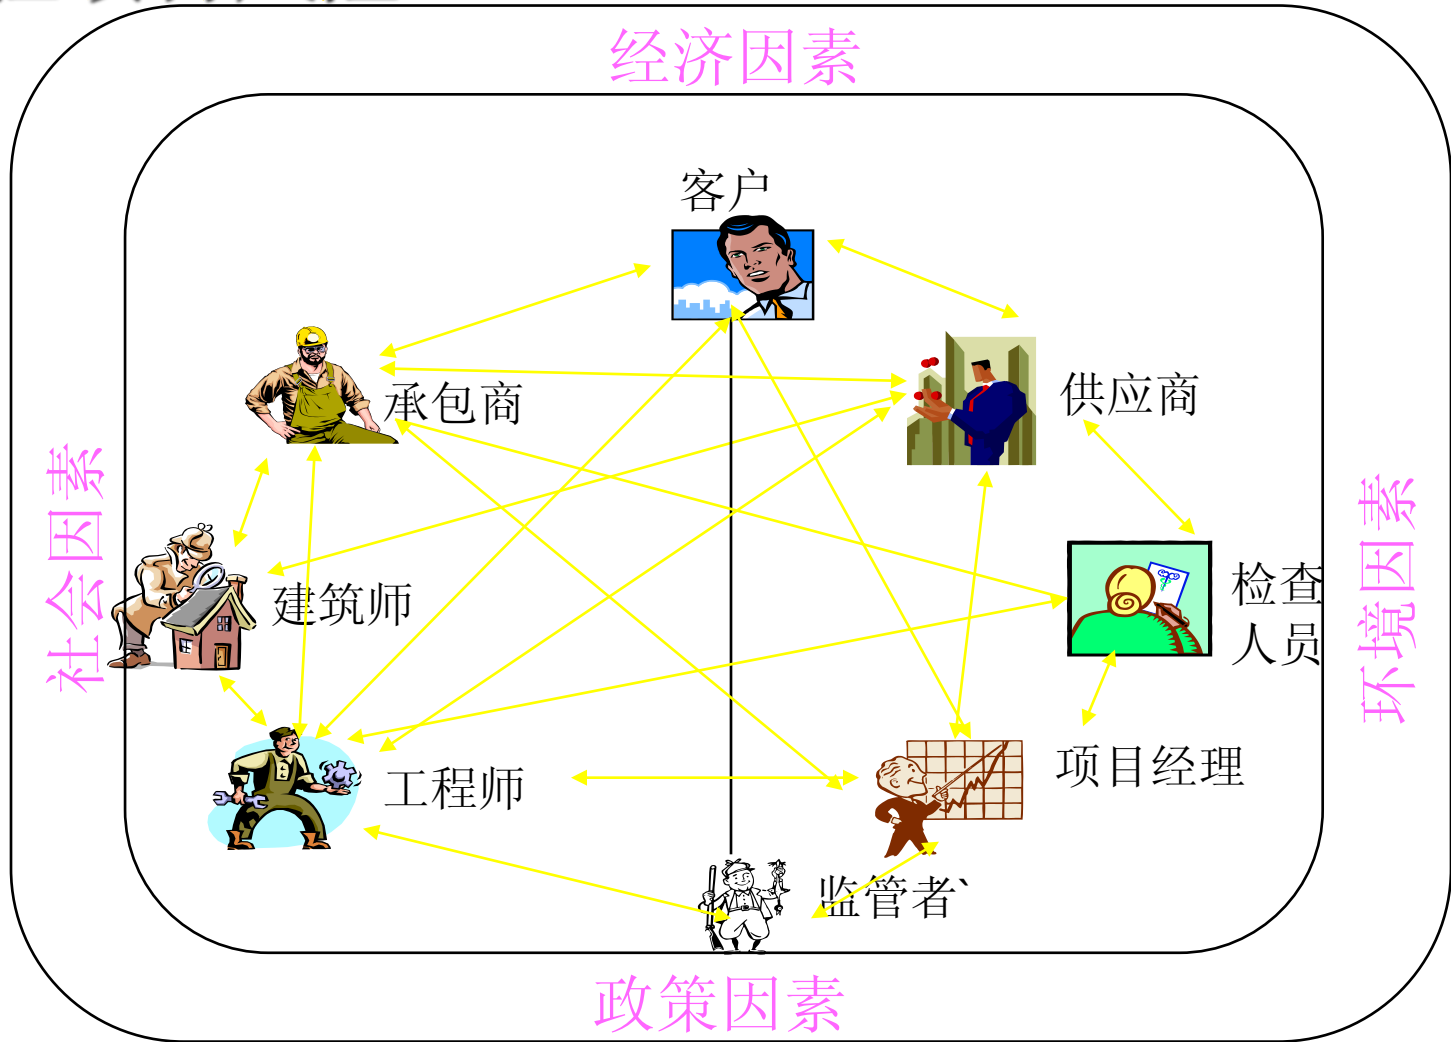 经济因素
客户
承包商
供应商
社会因素
环境因素
建筑师
检查
人员
工程师
项目经理
监管者`
政策因素